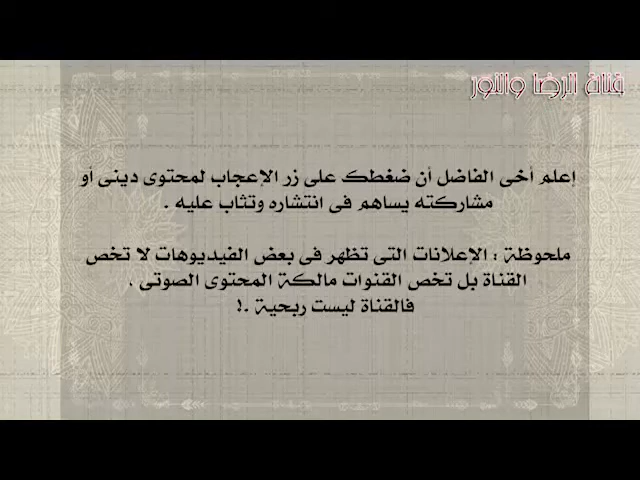 قناة الرضا والنور
إعلم أخى الفاضل أن ضغطك على زر الإعجاب لمحتوى دينى أو
مشاركته يساهم فى انتشاره وتثاب عليه .
ملحوظة : الإعلانات التى تظهر فى بعض الفيديوهات لا تخص
القناة بل تخص القنوات مالكة المحتوى الصوتى ،
فالقناة ليست ربحية .!